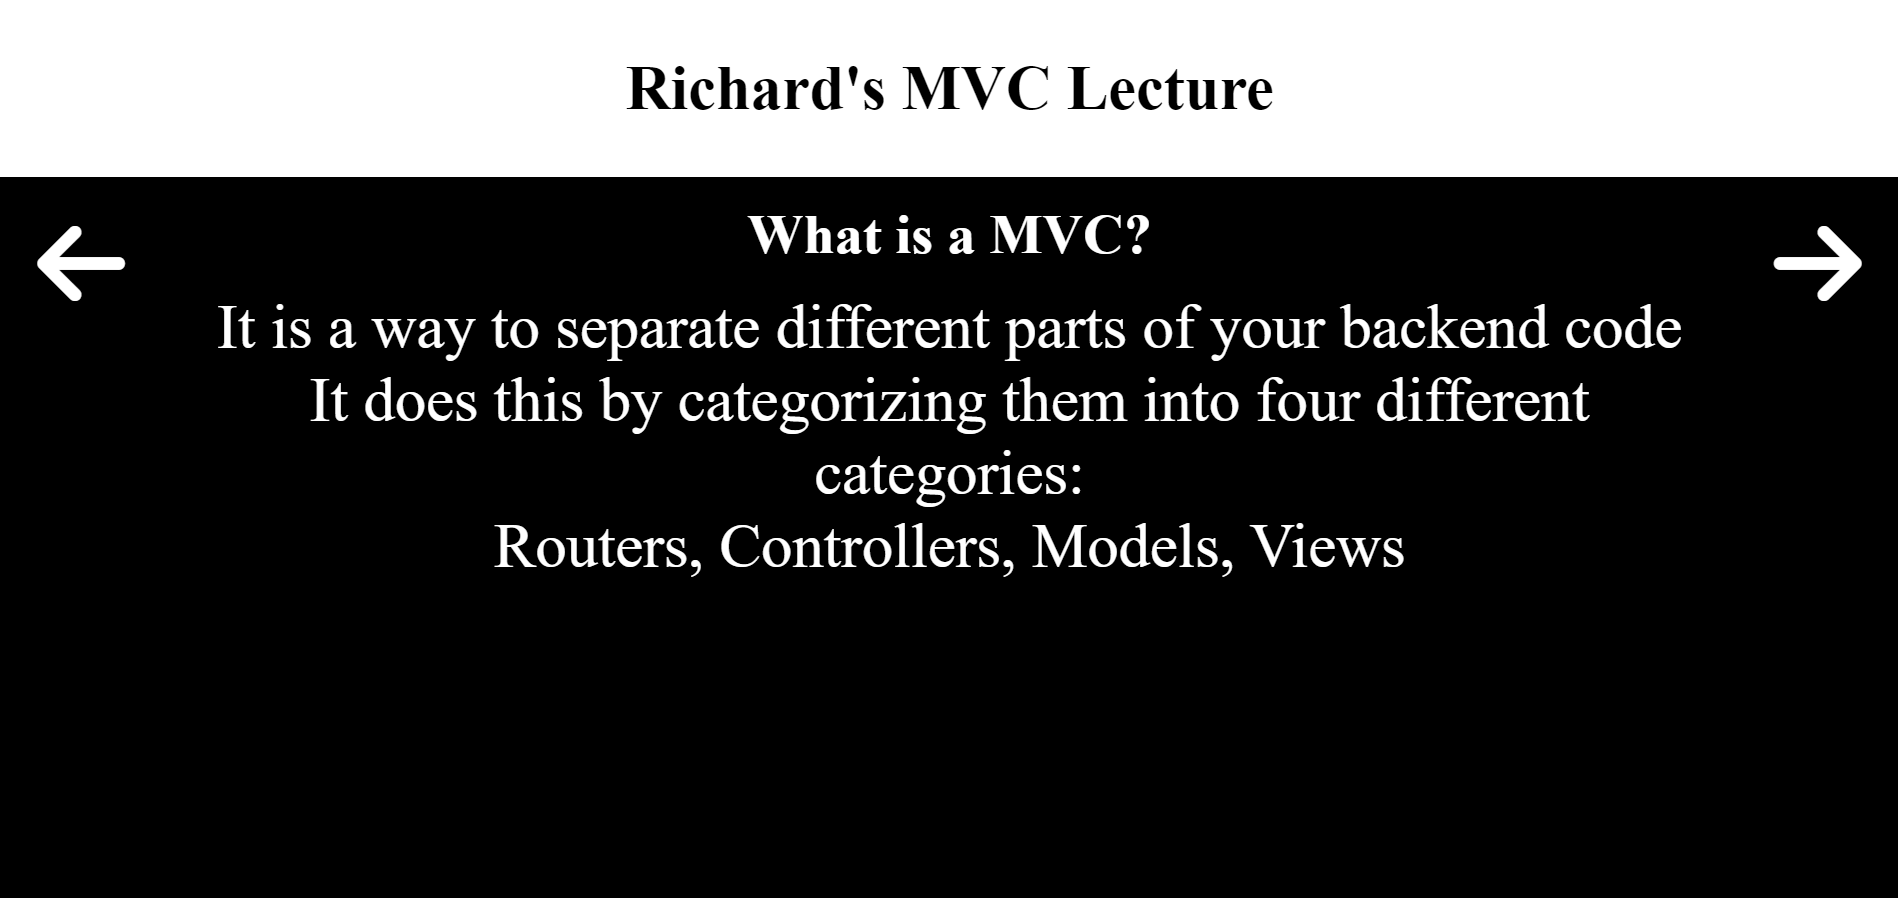 Richard's MVC Lecture
What is a MVC?
It is a way to separate different parts of your backend code
It does this by categorizing them into four different
categories:
Routers, Controllers, Models, Views